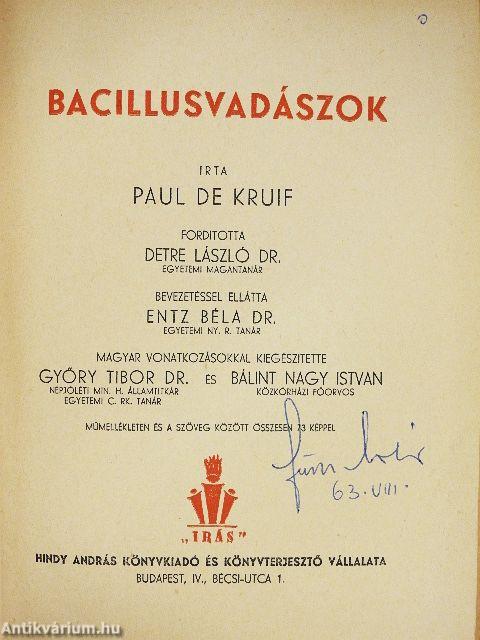 BACILLUSVADÁSZOK
IRTA
PAUL DE KRUIF
FORDITOTTA
DETRE LÁSZLÓ DR.
EGYETEMI MAGANTANÁR
BEVEZETÉSSEL ELLÁTTA
ENTZ BÉLA DR.
EGYETEMI NY. R. TANÁR
MAGYAR VONATKOZÁSOKKAL KIEGÉSZITETTE
GYŐRY TIBOR DR. ÉS BÁLINT NAGY ISTVAN
NÉPJÓLÉTI MIN. H. ÁLLAMTITKÁR KÖZKÓRHÁZI FŐORVOS
EGYETEMI C. RK. TANÁR
MŰMELLÉKLETEN ÉS A SZÖVEG KÖZÖTT ÖSSZESEN 73 KÉPPEL
63. VIII.
„IRÁS"
HINDY ANDRÁS KÖNYVKIADÓ ÉS KÖNYVTERJESZTŐ VÁLLALATA
BUDAPEST, IV., BÉCSI-UTCA 1.
Antikvárium.hu